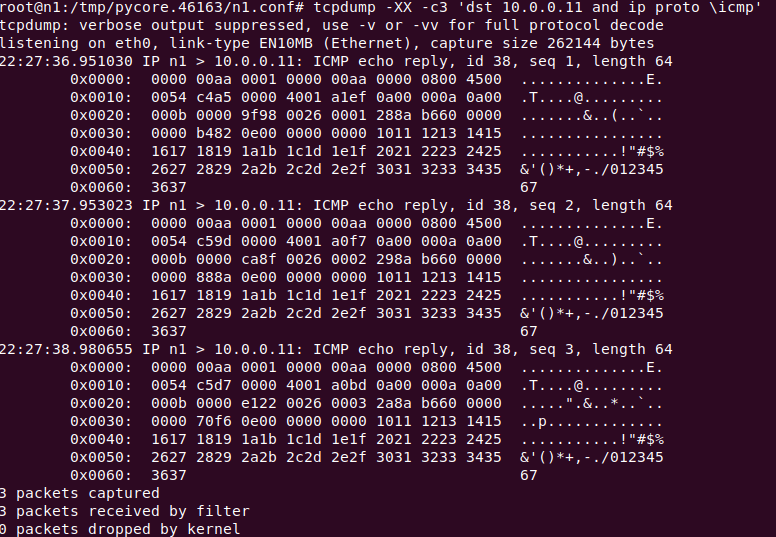 root@n1:/tmp/pycore.46163/n1.conf# tcpdump -XX -c3 'dst 10.0.0.11 and ip proto \icmp'
tcpdump: verbose output suppressed, use -v or -vv for full protocol decode
listening on eth0, link-type EN10MB (Ethernet), capture size 262144 bytes
22:27:36.951030 IP n1 > 10.0.0.11: ICMP echo reply, id 38, seq 1, length 64
0x0000:  0000 00aa 0001 0000 00aa 0000 0800 4500  ..............E.
0x0010:  0054 c4a5 0000 4001 a1ef 0a00 000a 0a00  .T....@.........
0x0020:  000b 0000 9f98 0026 0001 288a b660 0000  .......&..(..`..
0x0030:  0000 b482 0e00 0000 0000 1011 1213 1415  ................
0x0040:  1617 1819 1a1b 1c1d 1e1f 2021 2223 2425  ...........!"#$%
0x0050:  2627 2829 2a2b 2c2d 2e2f 3031 3233 3435  &'()*+,-./012345
0x0060:  3637                                     67
22:27:37.953023 IP n1 > 10.0.0.11: ICMP echo reply, id 38, seq 2, length 64
0x0000:  0000 00aa 0001 0000 00aa 0000 0800 4500  ..............E.
0x0010:  0054 c59d 0000 4001 a0f7 0a00 000a 0a00  .T....@.........
0x0020:  000b 0000 ca8f 0026 0002 298a b660 0000  .......&..)..`..
0x0030:  0000 888a 0e00 0000 0000 1011 1213 1415  ................
0x0040:  1617 1819 1a1b 1c1d 1e1f 2021 2223 2425  ...........!"#$%
0x0050:  2627 2829 2a2b 2c2d 2e2f 3031 3233 3435  &'()*+,-./012345
0x0060:  3637                                     67
22:27:38.980655 IP n1 > 10.0.0.11: ICMP echo reply, id 38, seq 3, length 64
0x0000:  0000 00aa 0001 0000 00aa 0000 0800 4500  ..............E.
0x0010:  0054 c5d7 0000 4001 a0bd 0a00 000a 0a00  .T....@.........
0x0020:  000b 0000 e122 0026 0003 2a8a b660 0000  .....".&..*..`..
0x0030:  0000 70f6 0e00 0000 0000 1011 1213 1415  ..p.............
0x0040:  1617 1819 1a1b 1c1d 1e1f 2021 2223 2425  ...........!"#$%
0x0050:  2627 2829 2a2b 2c2d 2e2f 3031 3233 3435  &'()*+,-./012345
0x0060:  3637                                     67
3 packets captured
3 packets received by filter
0 packets dropped by kernel